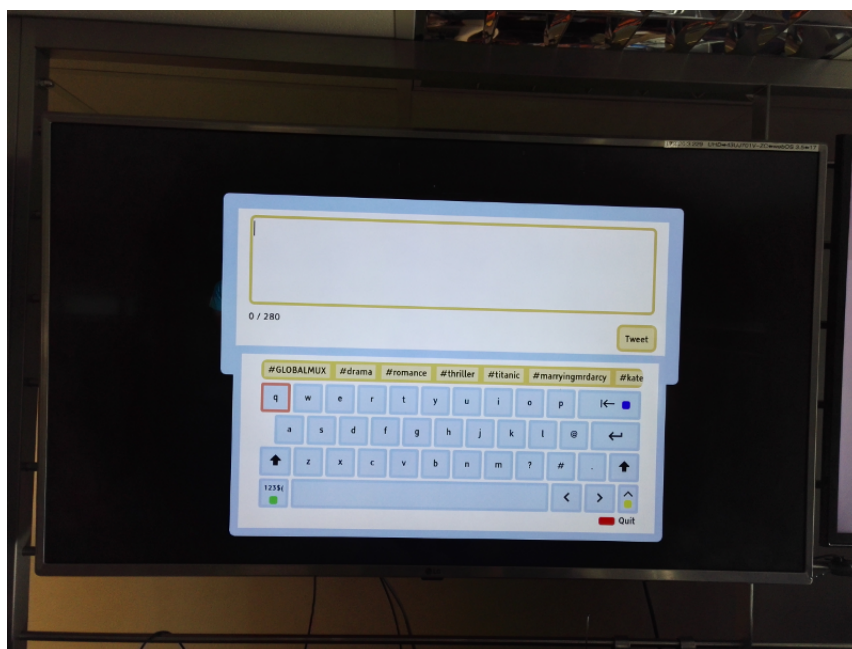 0 / 280
Tweet
#GLOBALMUX #drama #romance #thriller #titanic #marryingmrdarcy #kate
q w e r t y u i o p
a s d f g h j k l @
z x c v b n m ? # .
123$( < >
Quit